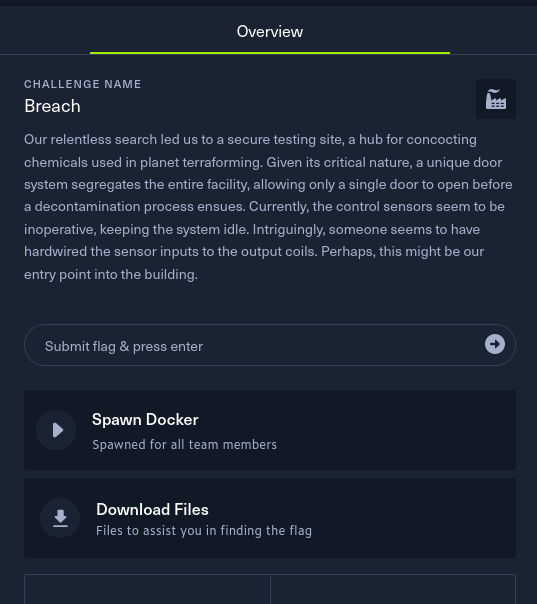 Overview
CHALLENGE NAME
Breach
Our relentless search led us to a secure testing site, a hub for concocting
chemicals used in planet terraforming. Given its critical nature, a unique door
system segregates the entire facility, allowing only a single door to open before
a decontamination process ensues. Currently, the control sensors seem to be
inoperative, keeping the system idle. Intriguingly, someone seems to have
hardwired the sensor inputs to the output coils. Perhaps, this might be our
entry point into the building.
Submit flag & press enter
Spawn Docker
Spawned for all team members
Download Files
Files to assist you in finding the flag